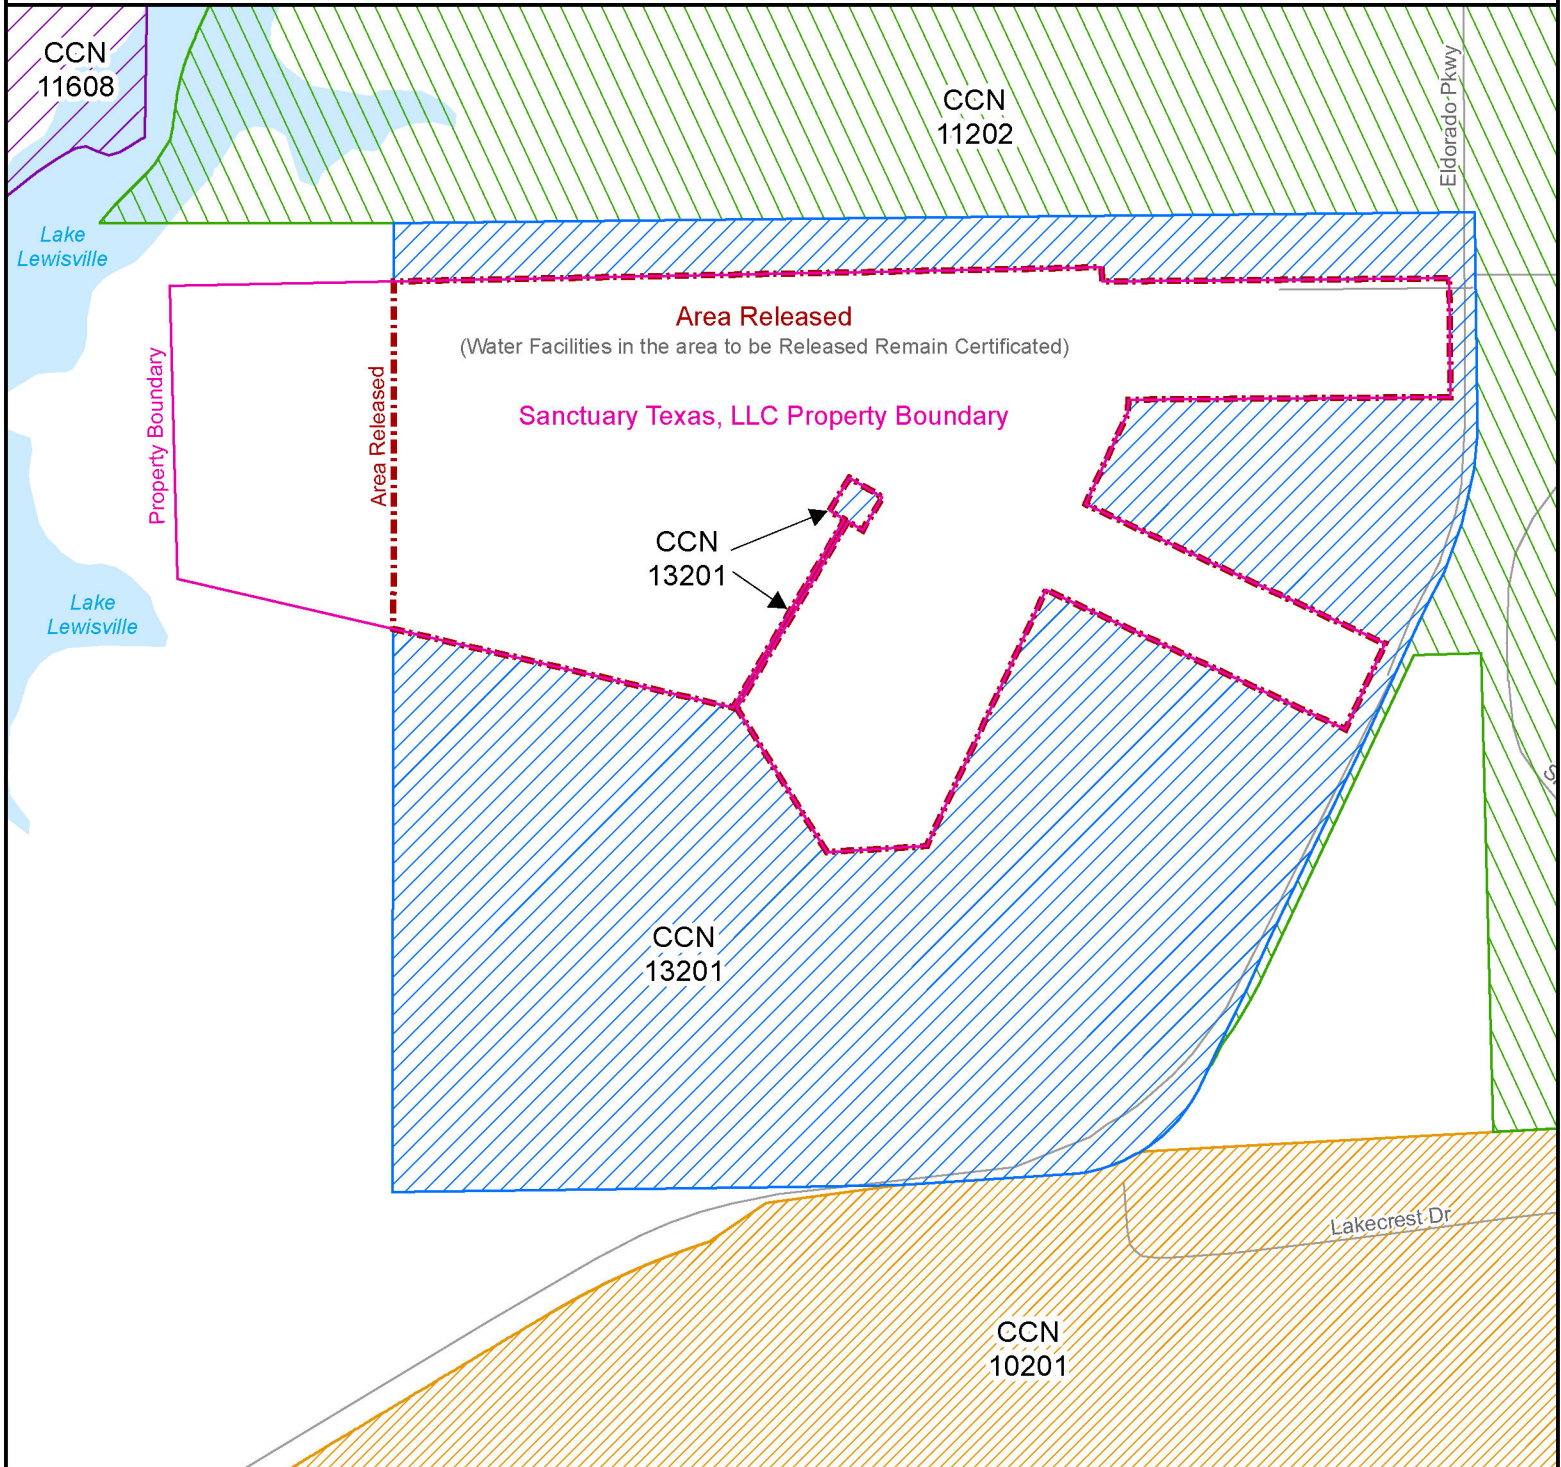 CCN
11608
CCN
11202
Eldorado Pkwy
Lake
Lewisville
Area Released
(Water Facilities in the area to be Released Remain Certificated)
Property Boundary
Area Released
Sanctuary Texas, LLC Property Boundary
CCN
13201
Lake
Lewisville
CCN
13201
Lakecrest Dr
CCN
10201